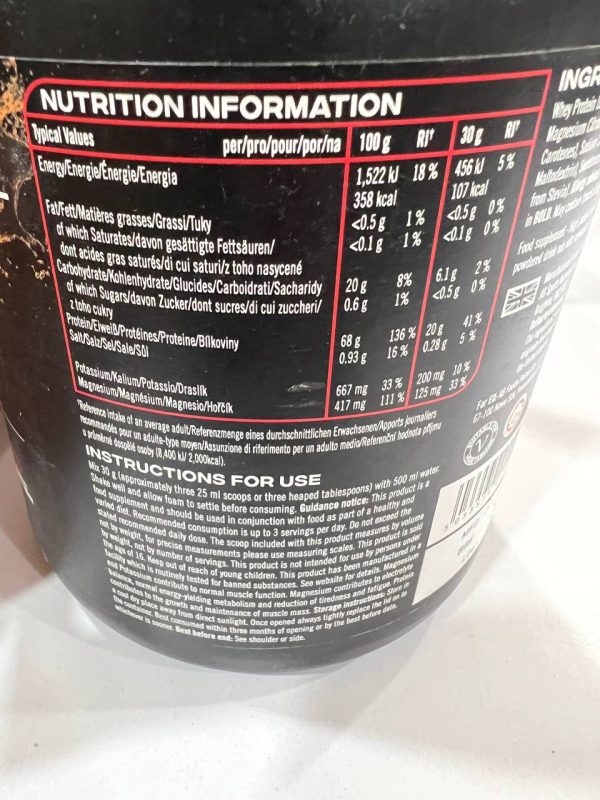 NUTRITION INFORMATION
Typical Values per/pro/pour/por/na 100 g RI† 30 g RI†
Energy/Energie/Énergie/Energia 1,522 kJ 18 % 456 kJ 5 %
358 kcal 107 kcal
Fat/Fett/Matières grasses/Grassi/Tuky <0.5 g 1 % <0.5 g 0 %
of which Saturates/davon gesättigte Fettsäuren/ <0.1 g 1 % <0.1 g 0 %
dont acides gras saturés/di cui saturi/z toho nasycené
Carbohydrate/Kohlenhydrate/Glucides/Carboidrati/Sacharidy 20 g 8% 6.1 g 2 %
of which Sugars/davon Zucker/dont sucres/di cui zuccheri/ 0.6 g 1% <0.5 g 0 %
z toho cukry
Protein/Eiweiß/Protéines/Proteine/Bílkoviny 68 g 136 % 20 g 41 %
Salt/Salz/Sel/Sale/Sůl 0.93 g 16 % 0.28 g 5 %
Potassium/Kalium/Potassio/Draslík 667 mg 33 % 200 mg 10 %
Magnesium/Magnésium/Magnesio/Hořčík 417 mg 111 % 125 mg 33 %
†Reference intake of an average adult/Referenzmenge eines durchschnittlichen Erwachsenen/Apports journaliers
recommandés pour un adulte-type moyen/Assunzione di riferimento per un adulto medio/Referenční hodnota příjmu
u průměrné dospělé osoby (8,400 kJ/ 2,000kcal).
INSTRUCTIONS FOR USE
Mix 30 g (approximately three 25 ml scoops or three heaped tablespoons) with 500 ml water.
Shake well and allow foam to settle before consuming. Guidance notice: This product is a
food supplement and should be used in conjunction with food as part of a healthy and
varied diet. Recommended consumption is up to 3 servings per day. Do not exceed the
stated recommended daily dose. The scoop included with this product measures by volume
not by weight, for precise measurements please use measuring scales. This product is sold
by weight, not by number of servings. This product is not intended for use by persons under
the age of 16. Keep out of reach of young children. This product has been manufactured in a
facility which is routinely tested for banned substances. See website for details. Magnesium
and Potassium contribute to normal muscle function. Magnesium contributes to electrolyte
balance, normal energy-yielding metabolism and reduction of tiredness and fatigue. Protein
contributes to the growth and maintenance of muscle mass. Storage instructions: Store in
a cool dry place away from direct sunlight. Once opened always tightly replace the lid on
the container. Best consumed within three months of opening or by the best before date,
whichever is sooner. Best before end: See shoulder or side.
INGR
Whey Protein
Magnesium
Maltodextrin
from Stevia
in BOLD. May
Food supplement
powdered drink